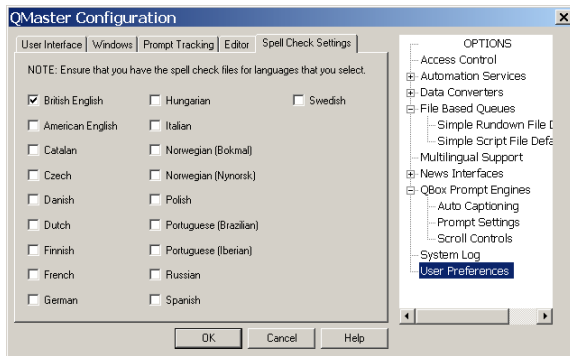 QMaster Configuration
User Interface
Windows
Prompt Tracking
Editor
Spell Check Settings
NOTE: Ensure that you have the spell check files for languages that you select.
British English
American English
Catalan
Czech
Danish
Dutch
Finnish
French
German
Hungarian
Italian
Norwegian (Bokmal)
Norwegian (Nynorsk)
Polish
Portuguese (Brazilian)
Portuguese (Iberian)
Russian
Spanish
Swedish
OPTIONS
Access Control
Automation Services
Data Converters
File Based Queues
Simple Rundown File D
Simple Script File Defa
Multilingual Support
News Interfaces
QBox Prompt Engines
Auto Captioning
Prompt Settings
Scroll Controls
System Log
User Preferences
OK
Cancel
Help